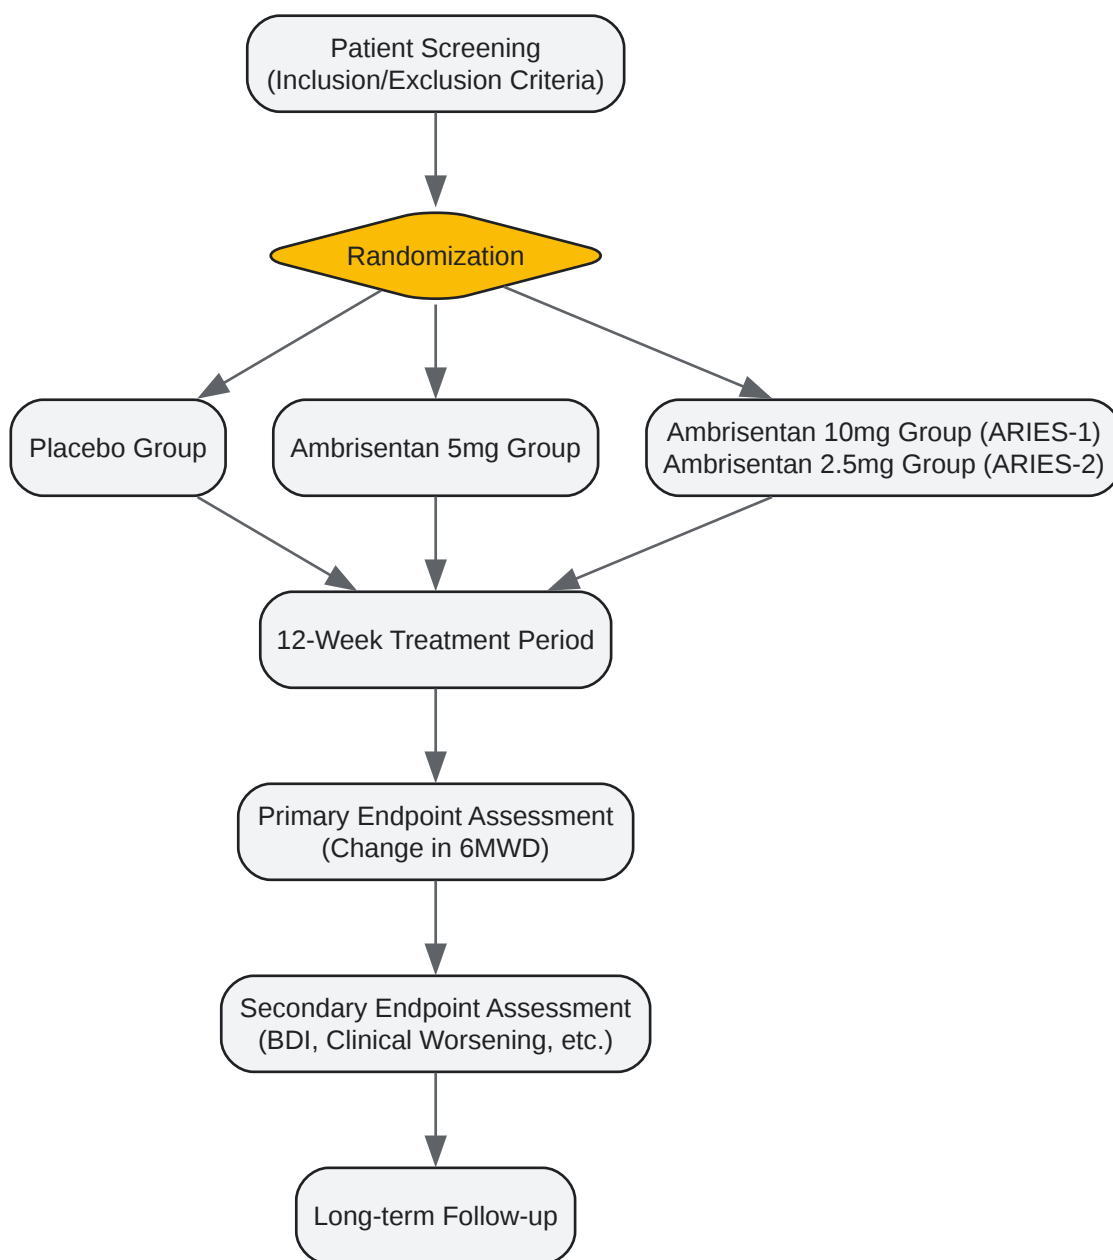 Patient Screening
(Inclusion/Exclusion Criteria)
Randomization
Placebo Group
Ambrisentan 5mg Group
Ambrisentan 10mg Group (ARIES-1)
Ambrisentan 2.5mg Group (ARIES-2)
12-Week Treatment Period
Primary Endpoint Assessment
(Change in 6MWD)
Secondary Endpoint Assessment
(BDI, Clinical Worsening, etc.)
Long-term Follow-up